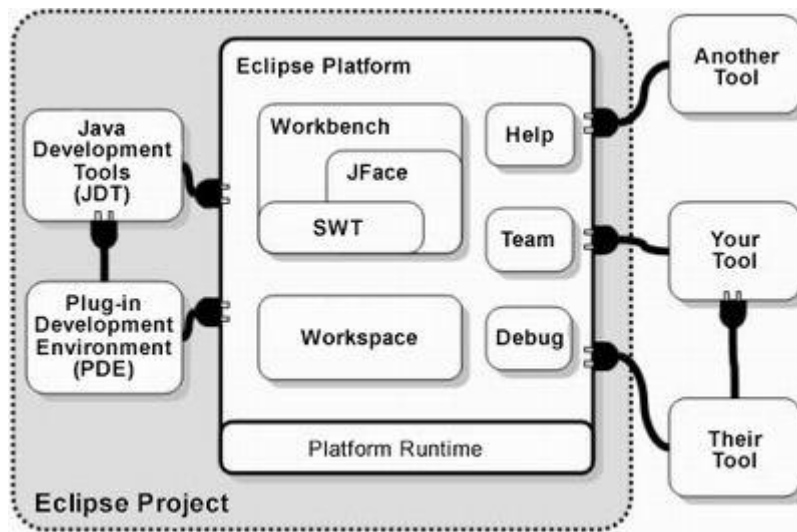 Eclipse Platform
Another
Tool
Workbench
Help
Java
Development
Tools
(JDT)
JFace
SWT
Team
Your
Tool
Plug-in
Development
Environment
(PDE)
Workspace
Debug
Their
Tool
Platform Runtime
Eclipse Project